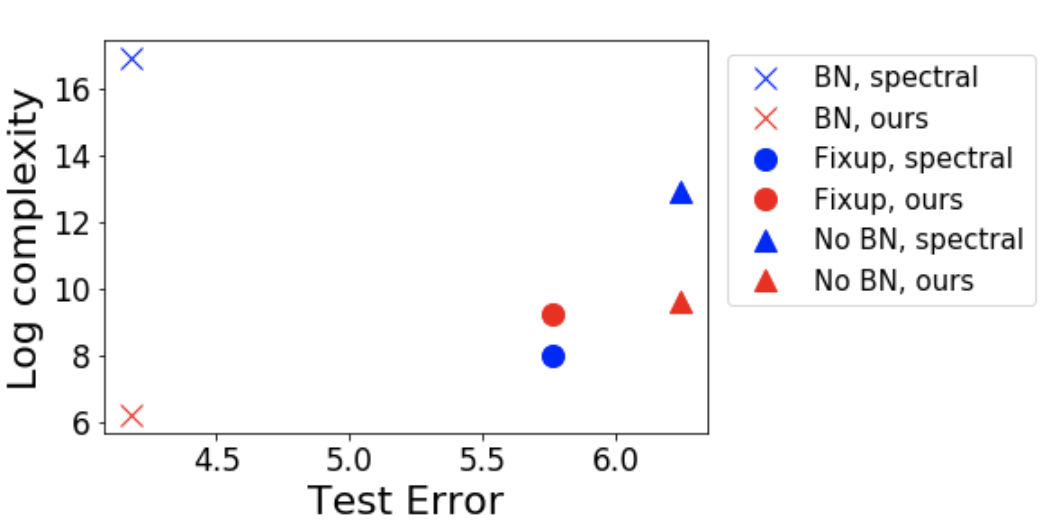 Log complexity
16
14
12
10
8
6
4.5 5.0 5.5 6.0
Test Error
BN, spectral
BN, ours
Fixup, spectral
Fixup, ours
No BN, spectral
No BN, ours